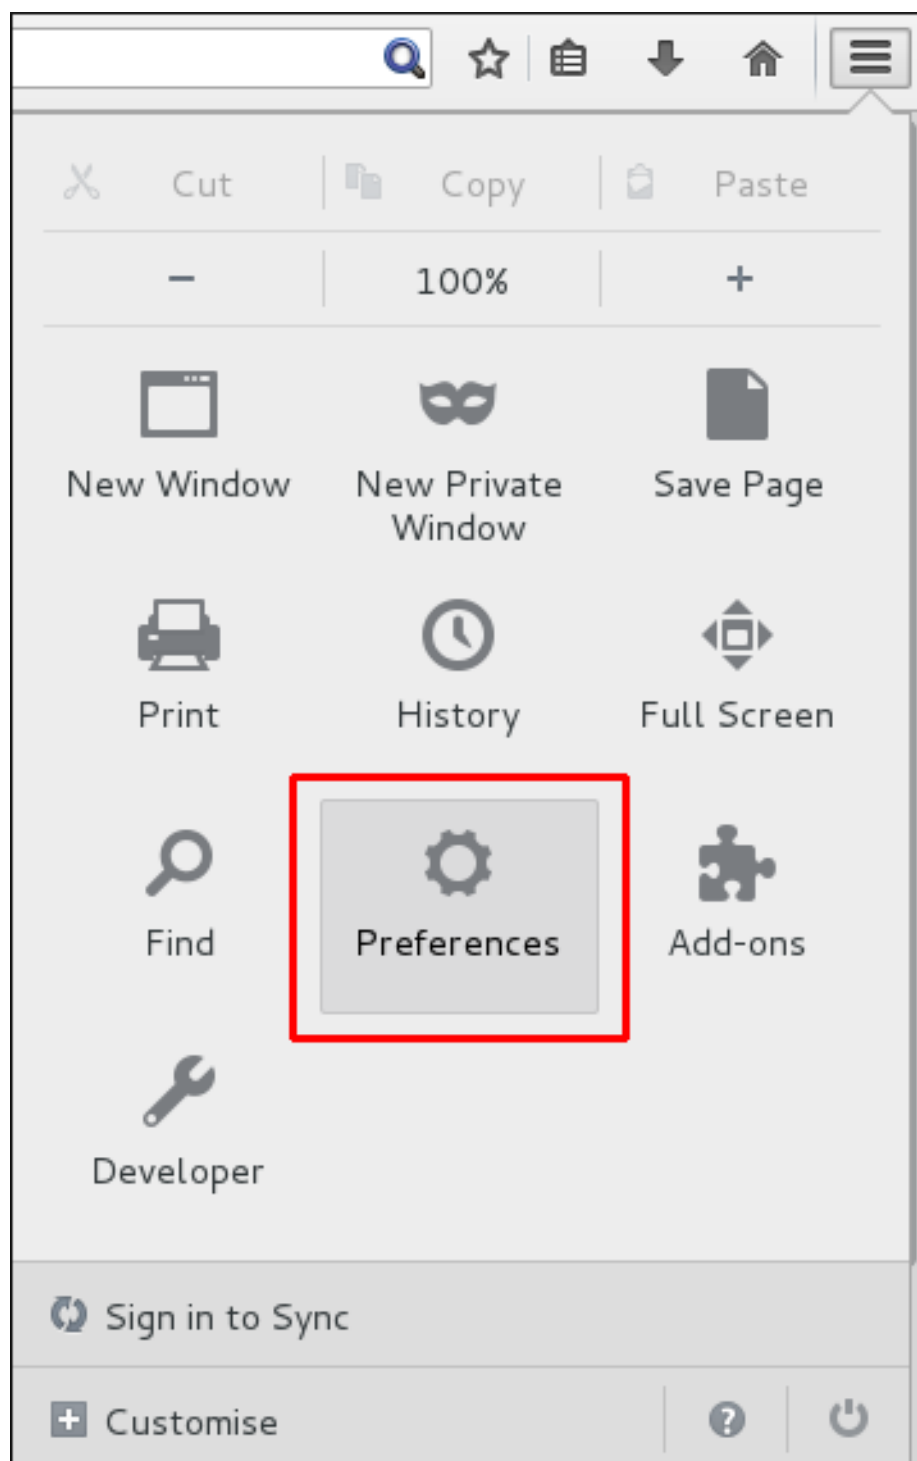 Cut
Copy
Paste
−
100%
+
New Window
New Private
Window
Save Page
Print
History
Full Screen
Find
Preferences
Add-ons
Developer
Sign in to Sync
Customise
?